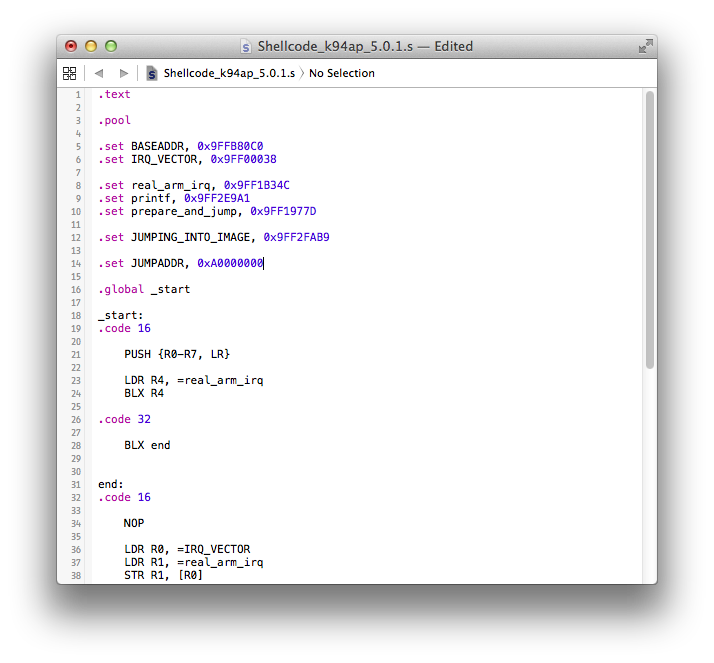 Shellcode_k94ap_5.0.1.s — Edited
Shellcode_k94ap_5.0.1.s › No Selection
1 .text
2
3 .pool
4
5 .set BASEADDR, 0x9FFB80C0
6 .set IRQ_VECTOR, 0x9FF00038
7
8 .set real_arm_irq, 0x9FF1B34C
9 .set printf, 0x9FF2E9A1
10 .set prepare_and_jump, 0x9FF1977D
11
12 .set JUMPING_INTO_IMAGE, 0x9FF2FAB9
13
14 .set JUMPADDR, 0xA0000000
15
16 .global _start
17
18 _start:
19 .code 16
20
21 PUSH {R0-R7, LR}
22
23 LDR R4, =real_arm_irq
24 BLX R4
25
26 .code 32
27
28 BLX end
29
30
31 end:
32 .code 16
33
34 NOP
35
36 LDR R0, =IRQ_VECTOR
37 LDR R1, =real_arm_irq
38 STR R1, [R0]